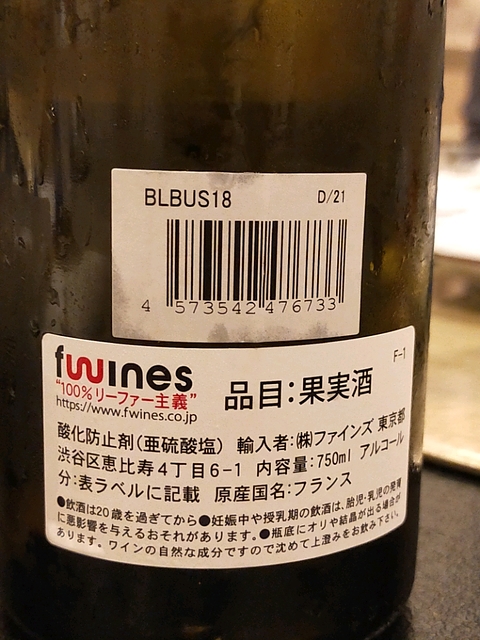 BLBUS18 D/21
4 573542 476733
fwines F-1
"100%リーファー主義" 品目：果実酒
https://www.fwines.co.jp
酸化防止剤(亜硫酸塩) 輸入者：㈱ファインズ 東京都
渋谷区恵比寿4丁目6-1 内容量：750ml アルコール
分：表ラベルに記載 原産国名：フランス
●飲酒は20歳を過ぎてから●妊娠中や授乳期の飲酒は、胎児・乳児の発育
に悪影響を与えるおそれがあります。●瓶底にオリや結晶が出る場合が
あります。ワインの自然な成分ですので沈めて上澄みをお飲み下さい。